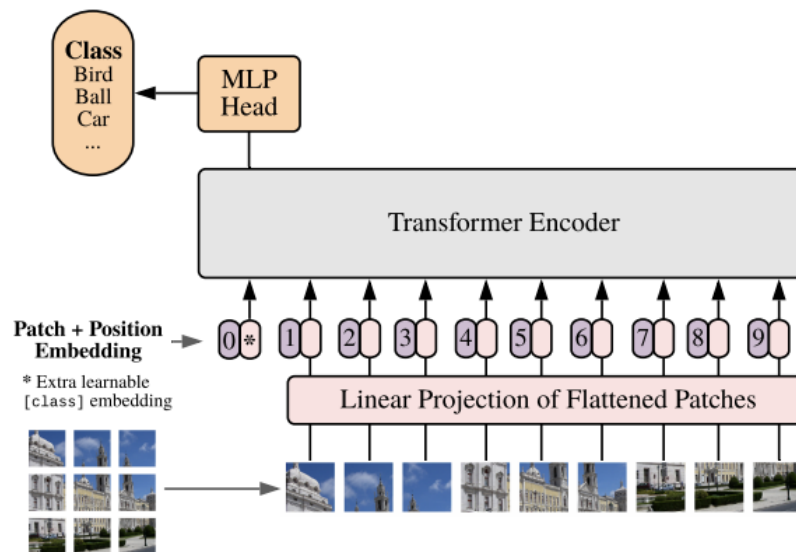 Class
Bird
Ball
Car
...
MLP
Head
Transformer Encoder
Patch + Position
Embedding
0 * 1 2 3 4 5 6 7 8 9
* Extra learnable
[class] embedding
Linear Projection of Flattened Patches